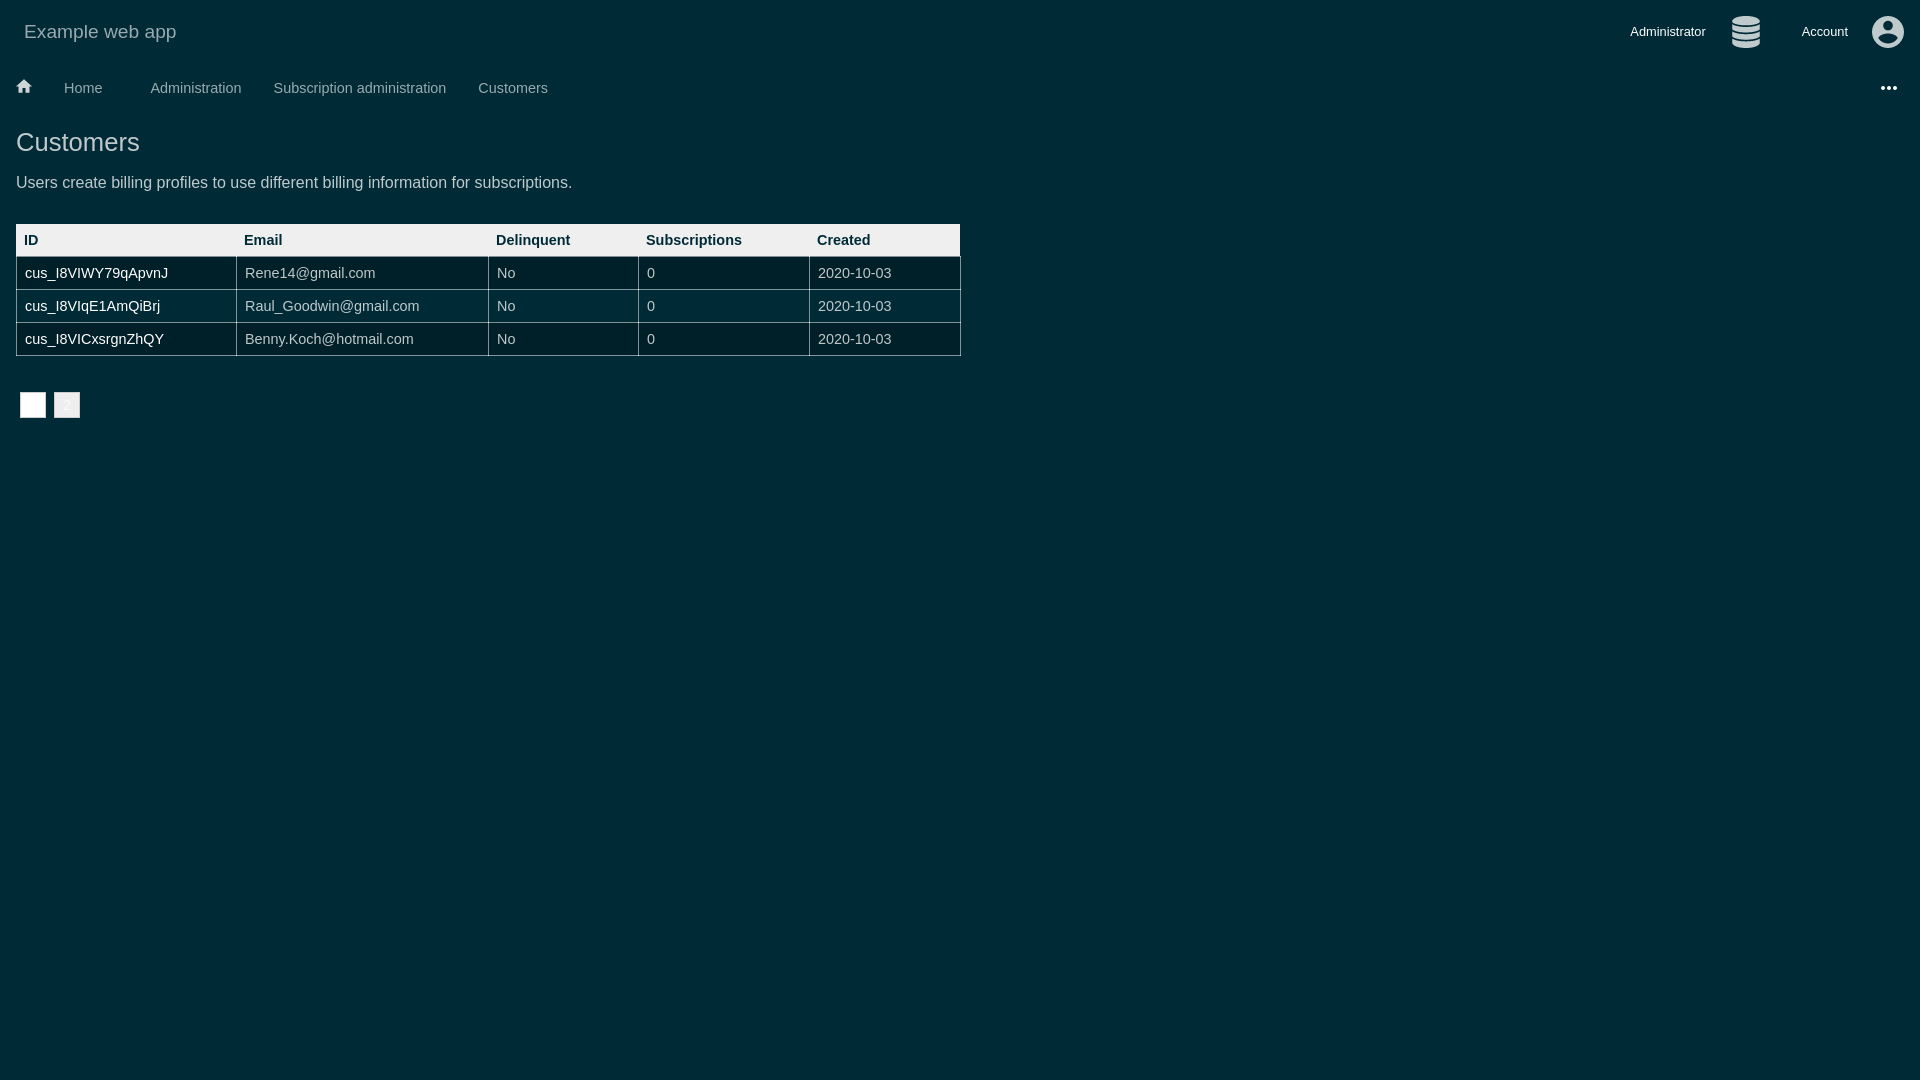 Example web app
Administrator
Account
Home
Administration
Subscription administration
Customers
Customers
Users create billing profiles to use different billing information for subscriptions.
ID Email Delinquent Subscriptions Created
cus_I8VIWY79qApvnJ Rene14@gmail.com No 0 2020-10-03
cus_I8VIqE1AmQiBrj Raul_Goodwin@gmail.com No 0 2020-10-03
cus_I8VICxsrgnZhQY Benny.Koch@hotmail.com No 0 2020-10-03
2